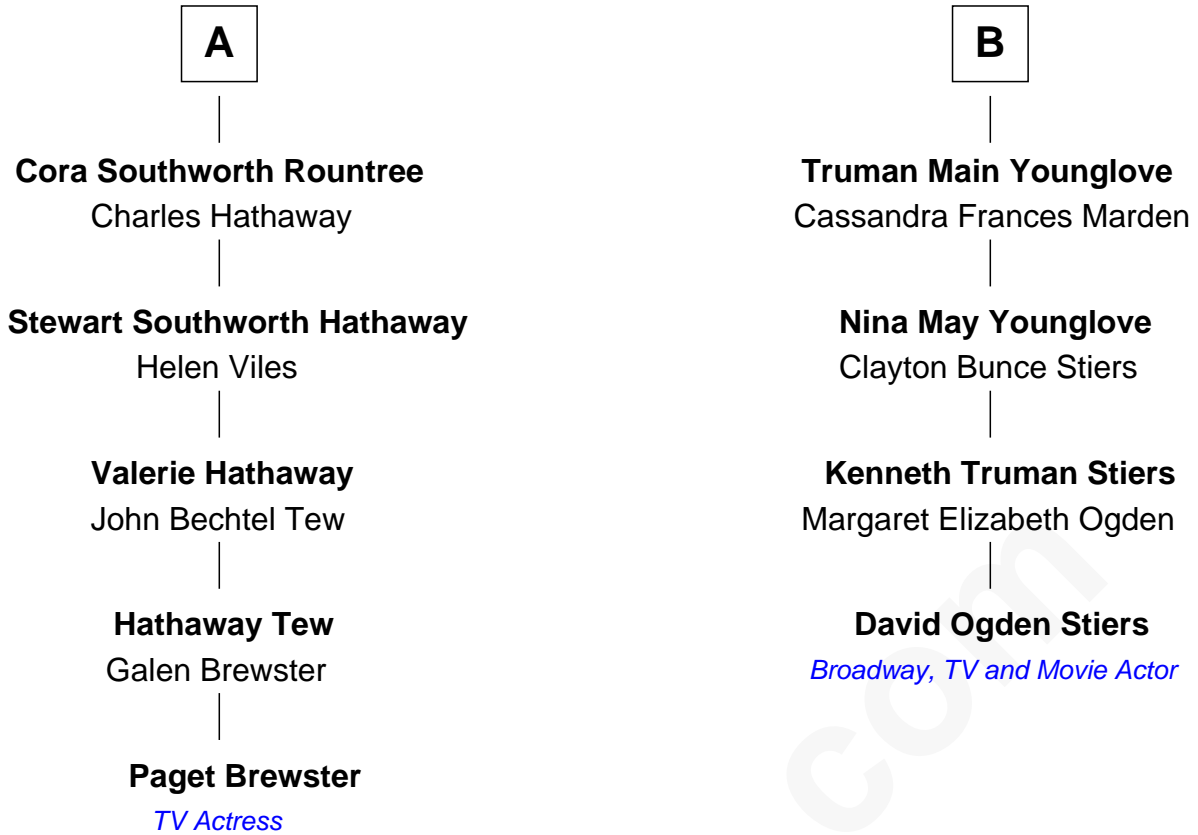 A
Cora Southworth Rountree
Charles Hathaway
Stewart Southworth Hathaway
Helen Viles
Valerie Hathaway
John Bechtel Tew
Hathaway Tew
Galen Brewster
Paget Brewster
TV Actress
B
Truman Main Younglove
Cassandra Frances Marden
Nina May Younglove
Clayton Bunce Stiers
Kenneth Truman Stiers
Margaret Elizabeth Ogden
David Ogden Stiers
Broadway, TV and Movie Actor
com